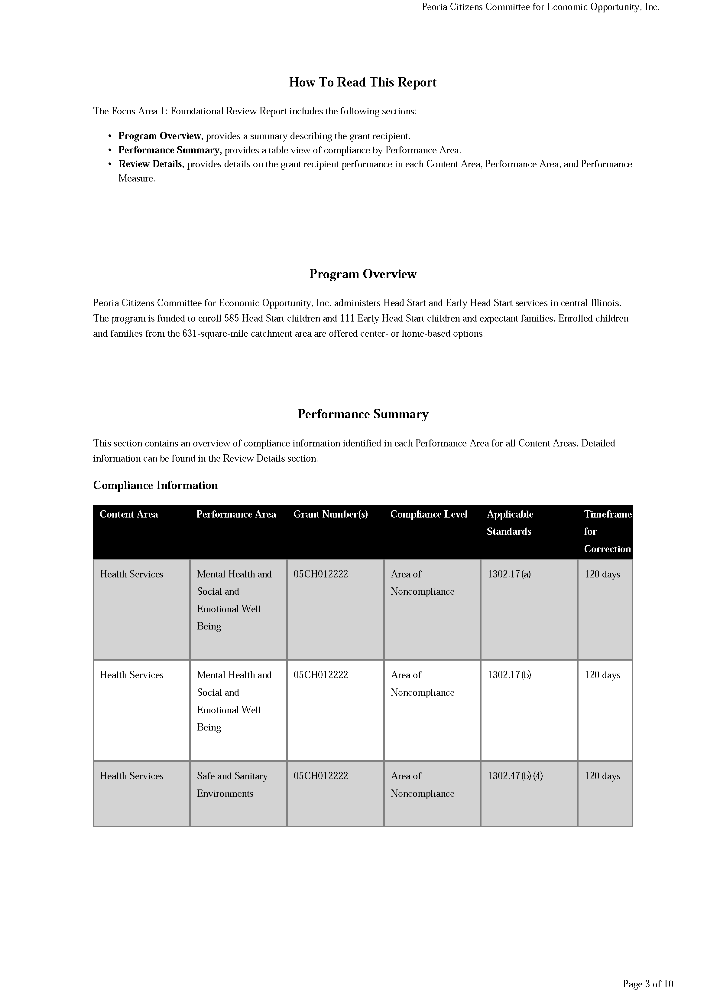 Peoria Citizens Committee for Economic Opportunity, Inc.
How To Read This Report
The Focus Area 1: Foundational Review Report includes the following sections:
• Program Overview, provides a summary describing the grant recipient.
• Performance Summary, provides a table view of compliance by Performance Area.
• Review Details, provides details on the grant recipient performance in each Content Area, Performance Area, and Performance
Measure.
Program Overview
Peoria Citizens Committee for Economic Opportunity, Inc. administers Head Start and Early Head Start services in central Illinois.
The program is funded to enroll 585 Head Start children and 111 Early Head Start children and expectant families. Enrolled children
and families from the 631-square-mile catchment area are offered center- or home-based options.
Performance Summary
This section contains an overview of compliance information identified in each Performance Area for all Content Areas. Detailed
information can be found in the Review Details section.
Compliance Information
Content Area Performance Area Grant Number(s) Compliance Level Applicable Timeframe
Standards for
Correction
Health Services Mental Health and 05CH012222 Area of 1302.17(a) 120 days
Social and Noncompliance
Emotional Well-
Being
Health Services Mental Health and 05CH012222 Area of 1302.17(b) 120 days
Social and Noncompliance
Emotional Well-
Being
Health Services Safe and Sanitary 05CH012222 Area of 1302.47(b)(4) 120 days
Environments Noncompliance
Page 3 of 10